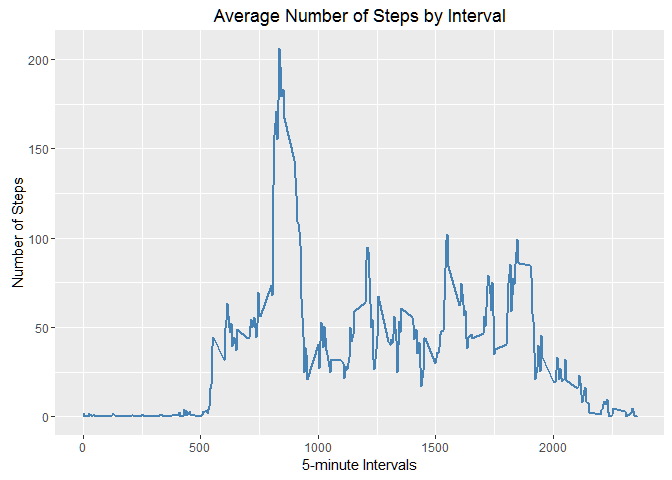 Average Number of Steps by Interval
200
150
100
50
0
Number of Steps
0 500 1000 1500 2000
5-minute Intervals